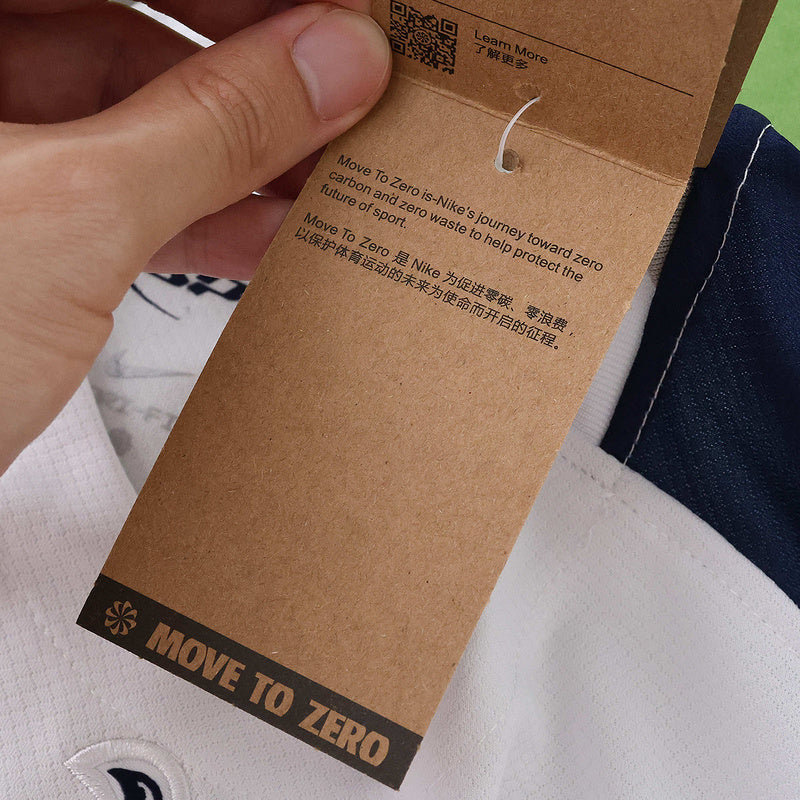 Learn More
了解更多
Move To Zero is-Nike's journey toward zero
carbon and zero waste to help protect the
future of sport.
Move To Zero 是 Nike 为促进零碳、零浪费，
以保护体育运动的未来为使命而开启的征程。
MOVE TO ZERO